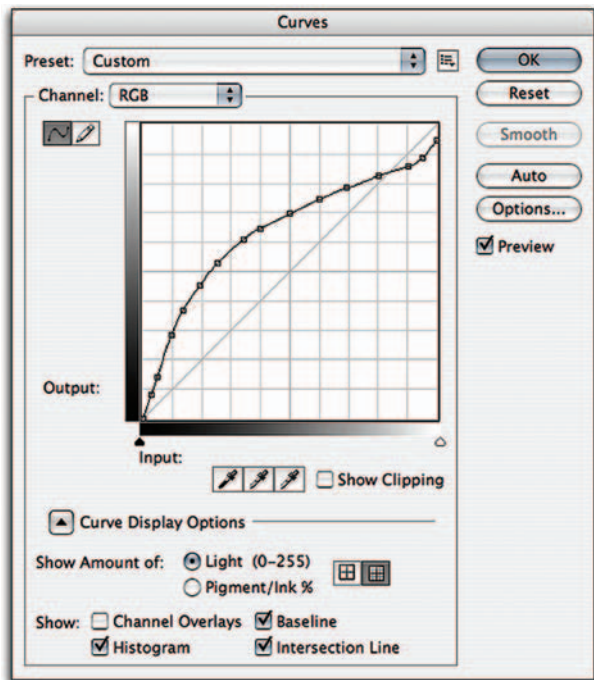 Curves
Preset: Custom
OK
Channel: RGB
Reset
Smooth
Auto
Options...
Preview
Output:
Input:
Show Clipping
Curve Display Options
Show Amount of: Light (0-255)
Pigment/Ink %
Show: Channel Overlays Baseline
Histogram Intersection Line